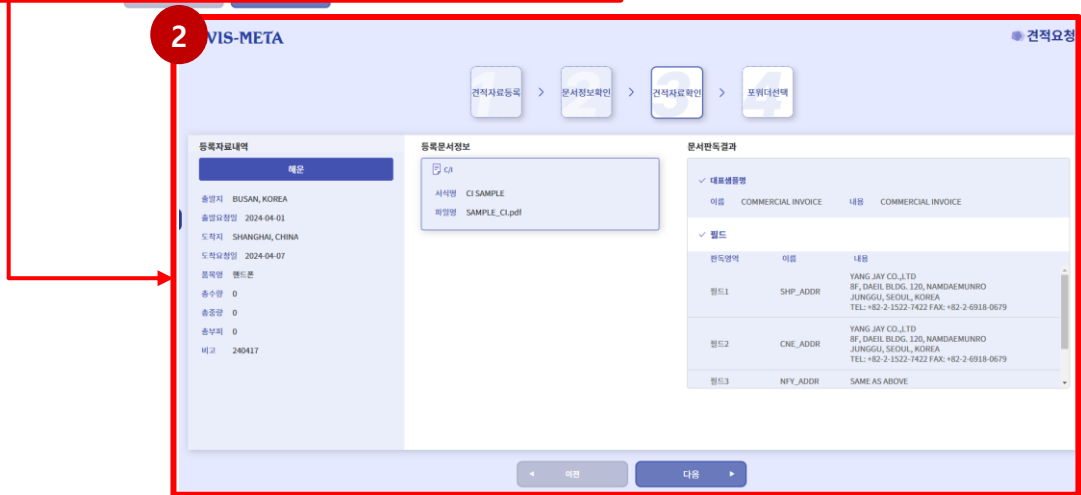 2
VIS-META
견적요청
1 견적자료등록 > 2 문서정보확인 > 3 견적자료확인 > 4 포워더선택
등록자료내역
해운
출발지 BUSAN, KOREA
출발요청일 2024-04-01
도착지 SHANGHAI, CHINA
도착요청일 2024-04-07
품목명 핸드폰
총수량 0
총중량 0
총부피 0
비고 240417
등록문서정보
C/I
서식명 CI SAMPLE
파일명 SAMPLE_CI.pdf
문서판독결과
대표샘플명
이름 COMMERCIAL INVOICE 내용 COMMERCIAL INVOICE
필드
판독영역 이름 내용
필드1 SHP_ADDR
YANG JAY CO.,LTD
8F, DAEIL BLDG. 120, NAMDAEMUNRO
JUNGGU, SEOUL, KOREA
TEL: +82-2-1522-7422 FAX: +82-2-6918-0679
필드2 CNE_ADDR
YANG JAY CO.,LTD
8F, DAEIL BLDG. 120, NAMDAEMUNRO
JUNGGU, SEOUL, KOREA
TEL: +82-2-1522-7422 FAX: +82-2-6918-0679
필드3 NFY_ADDR SAME AS ABOVE
이전
다음